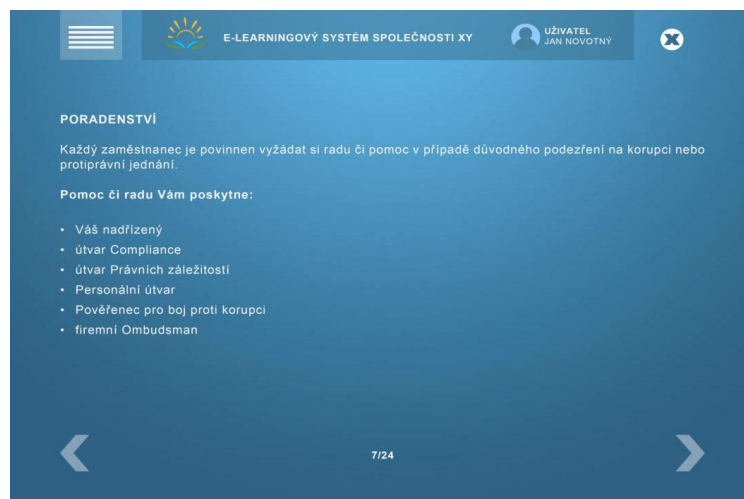 E-LEARNINGOVÝ SYSTÉM SPOLEČNOSTI XY
UŽIVATEL
JAN NOVOTNÝ
X
PORADENSTVÍ
Každý zaměstnanec je povinnen vyžádat si radu či pomoc v případě důvodného podezření na korupci nebo
protiprávní jednání.
Pomoc či radu Vám poskytne:
• Váš nadřízený
• útvar Compliance
• útvar Právních záležitostí
• Personální útvar
• Pověřenec pro boj proti korupci
• firemní Ombudsman
7/24